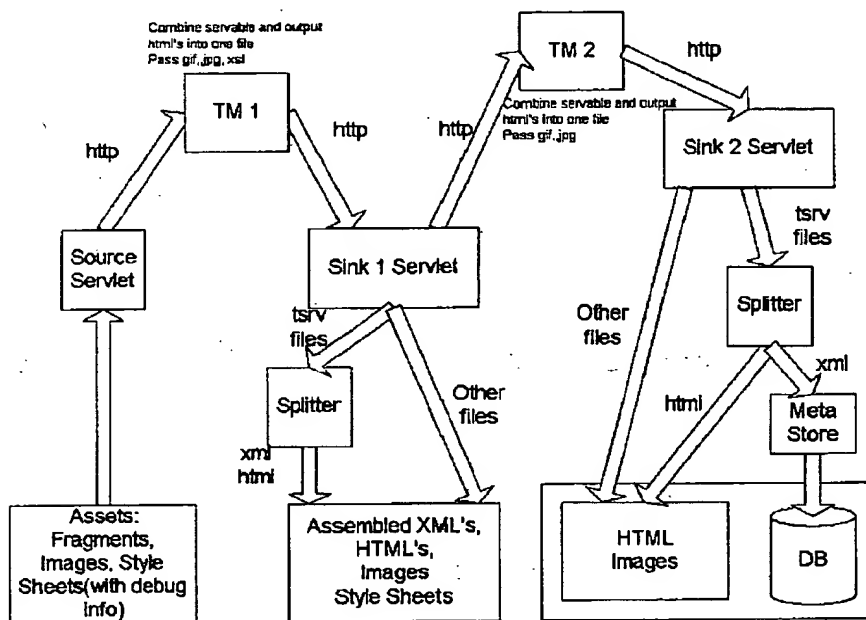 Combine servable and output
html's into one file
Pass gif,.jpg, xsl
TM 1
http
http
Source
Servlet
Assets:
Fragments,
Images, Style
Sheets(with debug
info)
Sink 1 Servlet
tsrv
files
Splitter
xml
html
Other
files
Assembled XML's,
HTML's,
Images
Style Sheets
http
TM 2
Combine servable and output
html's into one file
Pass gif,.jpg
http
Sink 2 Servlet
tsrv
files
Other
files
Splitter
html
xml
Meta
Store
HTML
Images
DB